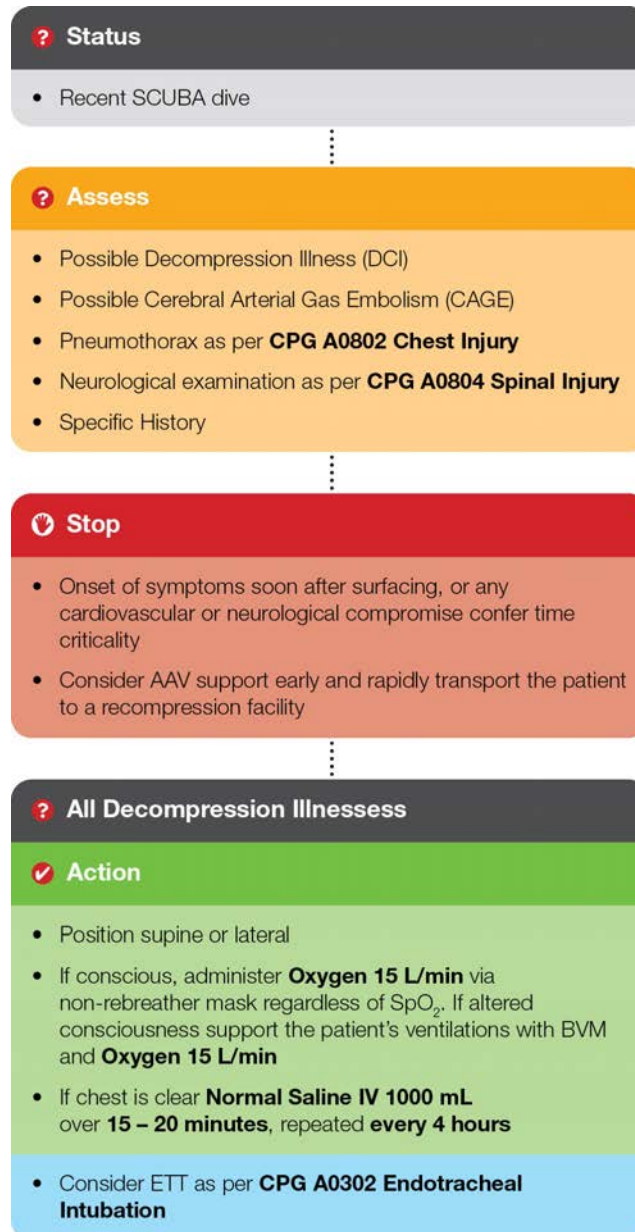 Status
• Recent SCUBA dive
Assess
• Possible Decompression Illness (DCI)
• Possible Cerebral Arterial Gas Embolism (CAGE)
• Pneumothorax as per CPG A0802 Chest Injury
• Neurological examination as per CPG A0804 Spinal Injury
• Specific History
Stop
• Onset of symptoms soon after surfacing, or any
cardiovascular or neurological compromise confer time
criticality
• Consider AAV support early and rapidly transport the patient
to a recompression facility
All Decompression Illnessess
Action
• Position supine or lateral
• If conscious, administer Oxygen 15 L/min via
non-rebreather mask regardless of SpO₂. If altered
consciousness support the patient's ventilations with BVM
and Oxygen 15 L/min
• If chest is clear Normal Saline IV 1000 mL
over 15 – 20 minutes, repeated every 4 hours
• Consider ETT as per CPG A0302 Endotracheal
Intubation